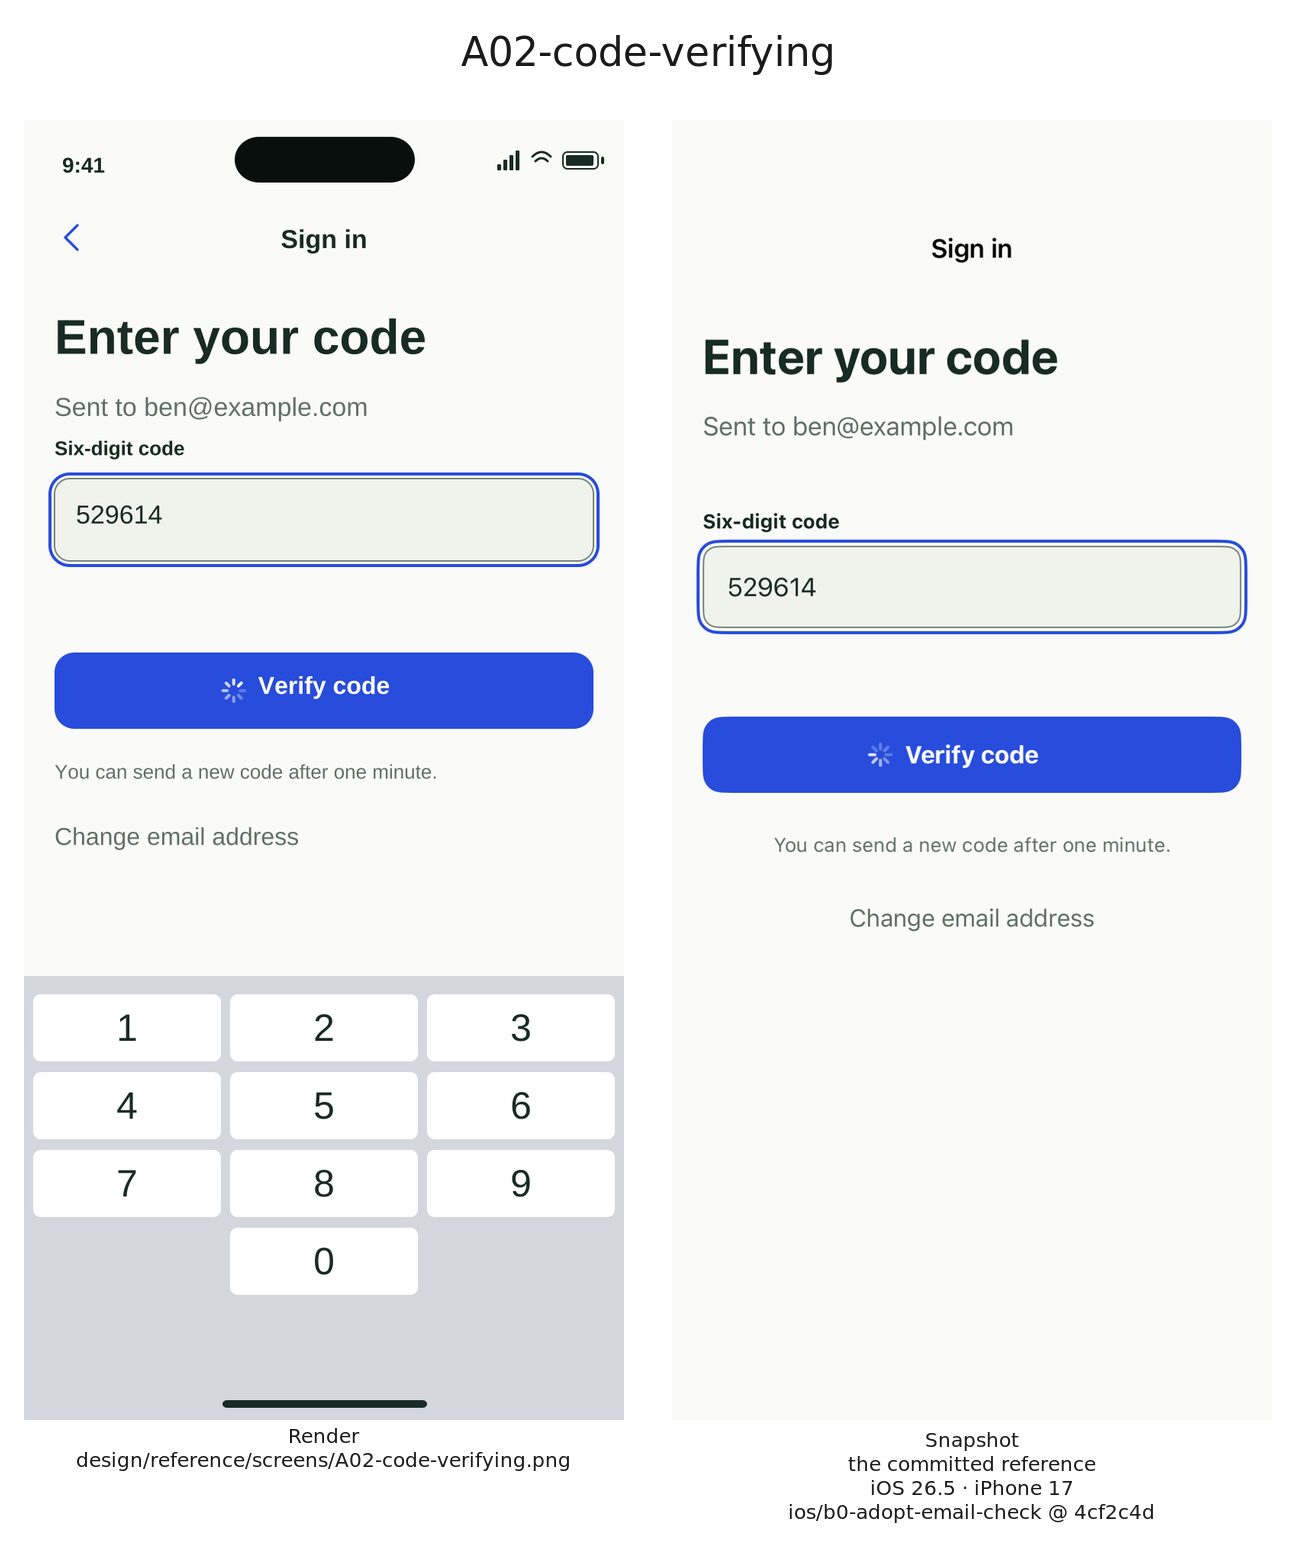 A02-code-verifying
9:41
Sign in
Enter your code
Sent to ben@example.com
Six-digit code
529614
Verify code
You can send a new code after one minute.
Change email address
1 2 3
4 5 6
7 8 9
0
Render
design/reference/screens/A02-code-verifying.png
Sign in
Enter your code
Sent to ben@example.com
Six-digit code
529614
Verify code
You can send a new code after one minute.
Change email address
Snapshot
the committed reference
iOS 26.5 · iPhone 17
ios/b0-adopt-email-check @ 4cf2c4d